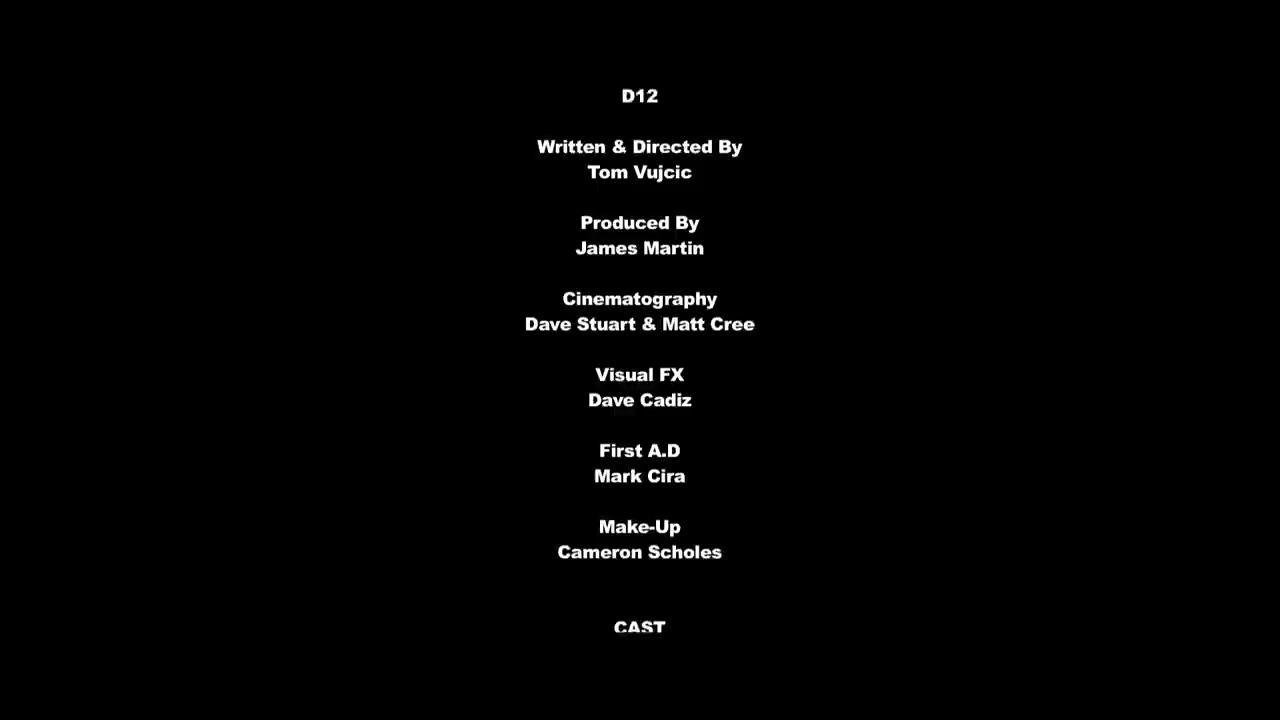 D12
Written & Directed By
Tom Vujcic
Produced By
James Martin
Cinematography
Dave Stuart & Matt Cree
Visual FX
Dave Cadiz
First A.D
Mark Cira
Make-Up
Cameron Scholes
CAST